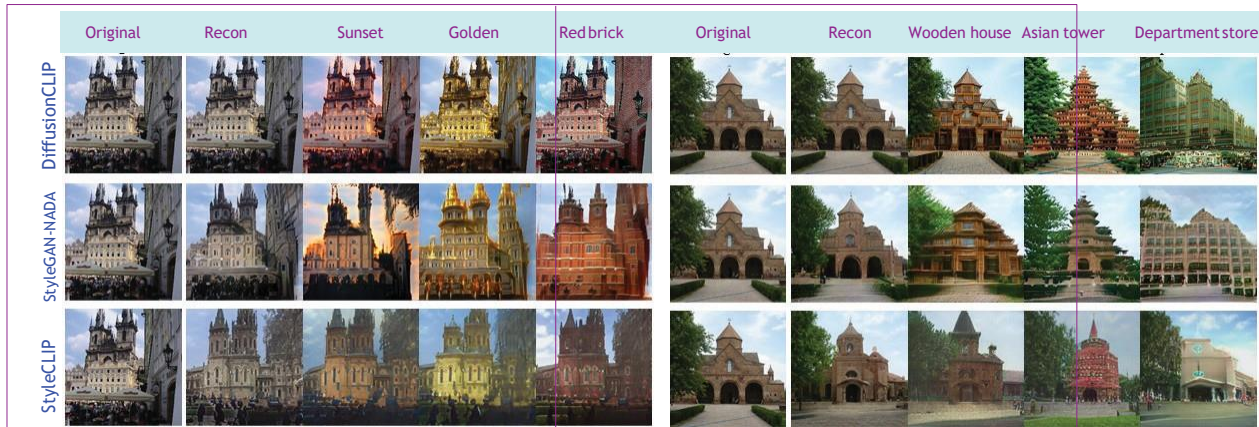 Original Recon Sunset Golden Red brick Original Recon Wooden house Asian tower Department store
DiffusionCLIP
StyleGAN-NADA
StyleCLIP